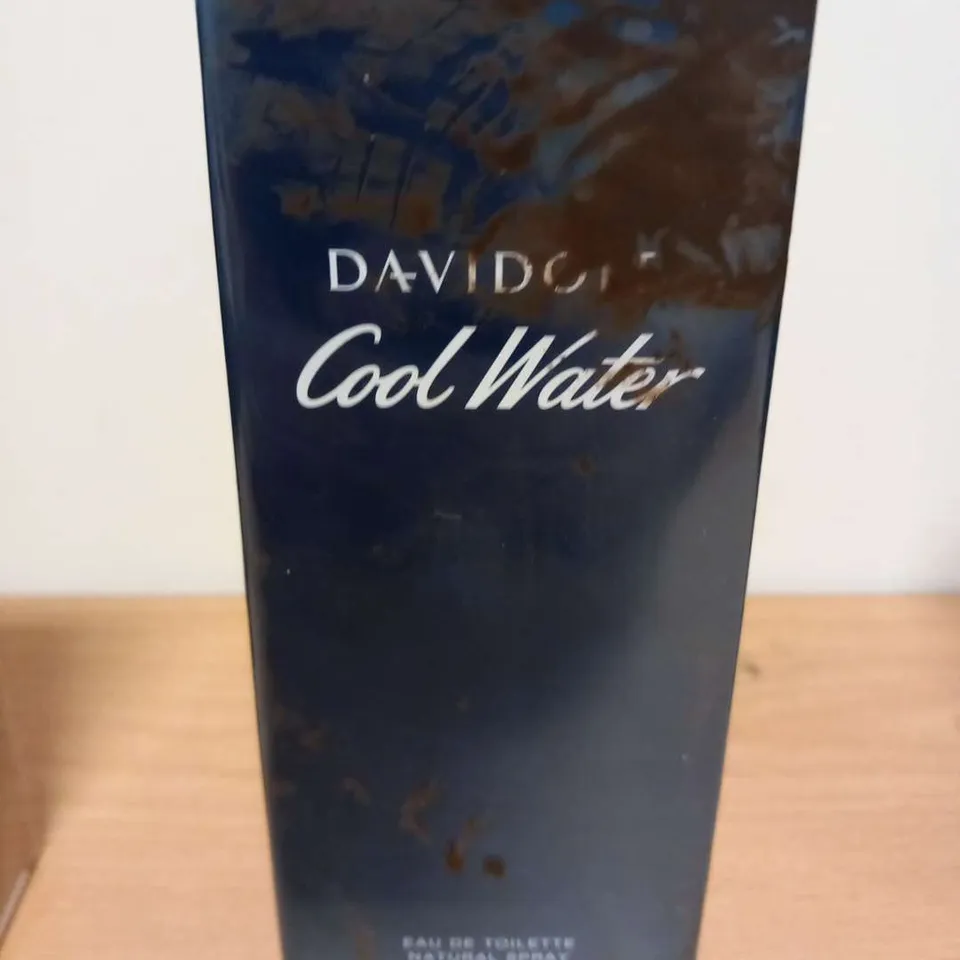 DAVIDOFF
Cool Water
EAU DE TOILETTE
NATURAL SPRAY